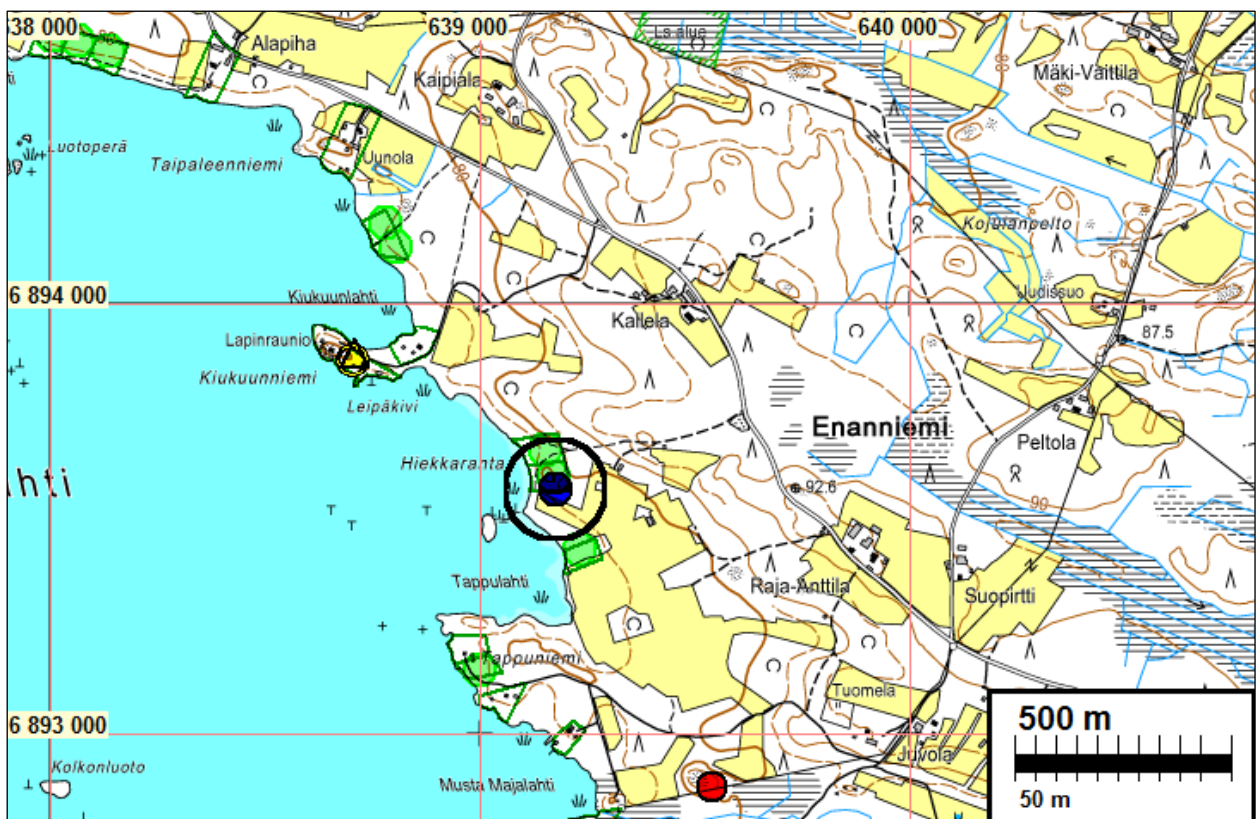 638 000
639 000
640 000
Alapiha
Ls alue
Kaipiala
Mäki-Vaittila
Luotoperä
Taipaleenniemi
Uunola
Kojulanpelto
6 894 000
Kiukuunlahti
Uudissuo
Kallela
Lapinraunio
87.5
Kiukuunniemi
Leipäkivi
Enanniemi
Peltola
Hiekkaranta
lahti
92.6
90
Tappulahti
Raja-Anttila
Suopirtti
Tappuniemi
Tuomela
6 893 000
500 m
Juvola
Kolkonluoto
Musta Majalahti
50 m